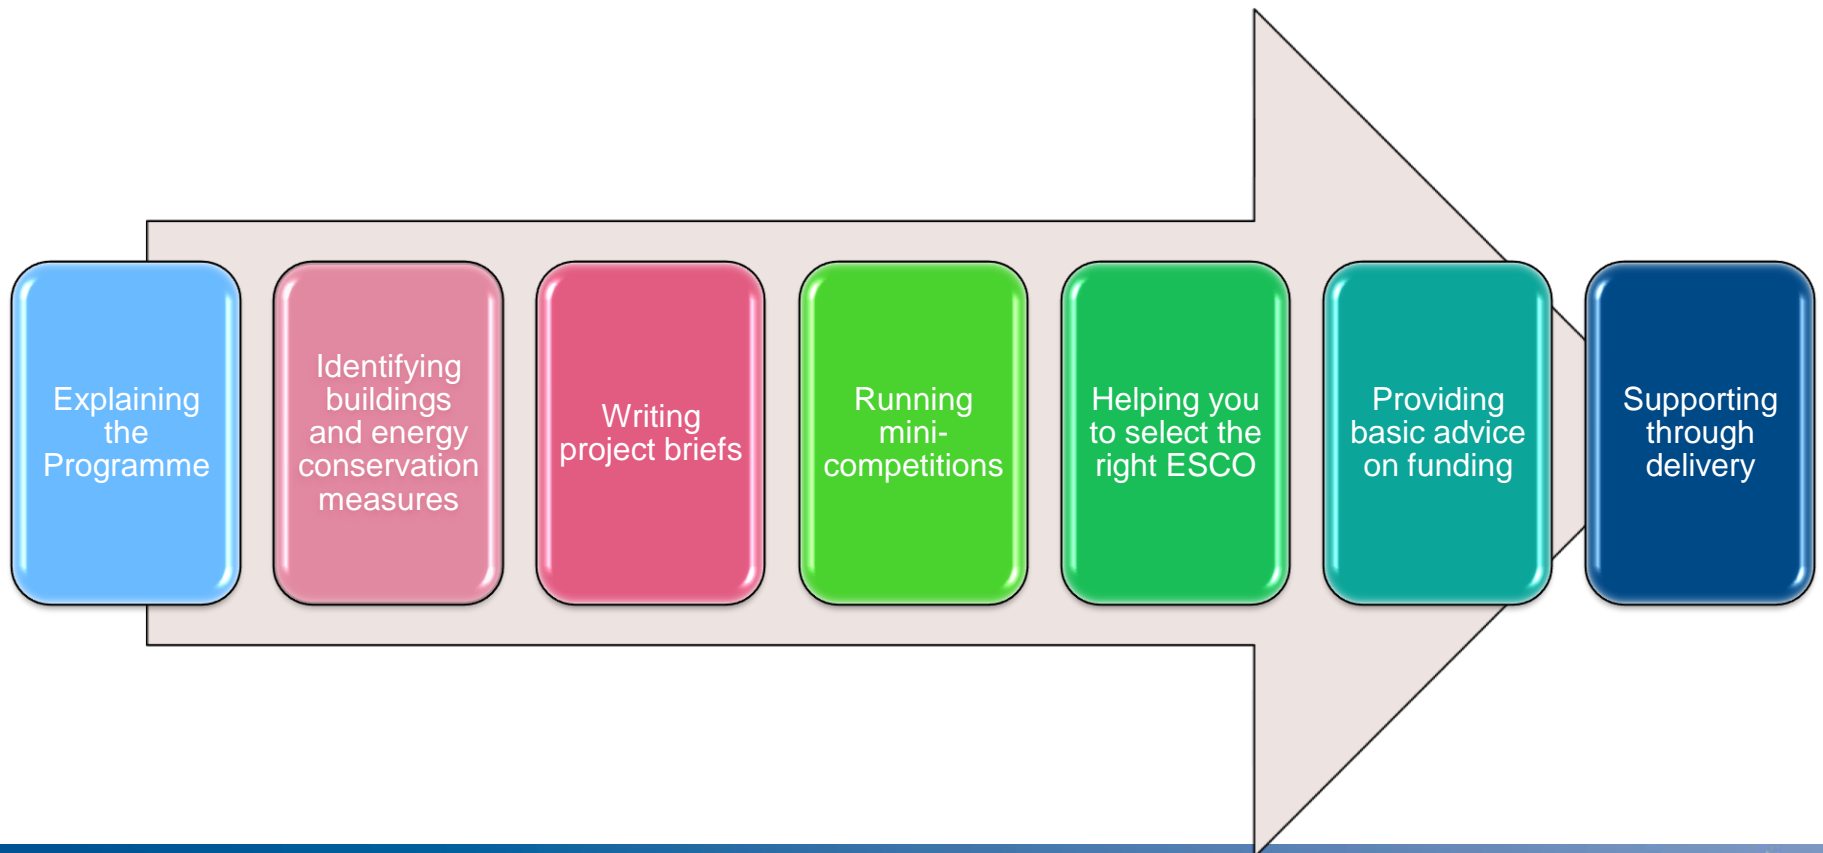 Explaining
the
Programme
Identifying
buildings
and energy
conservation
measures
Writing
project briefs
Running
mini-
competitions
Helping you
to select the
right ESCO
Providing
basic advice
on funding
Supporting
through
delivery